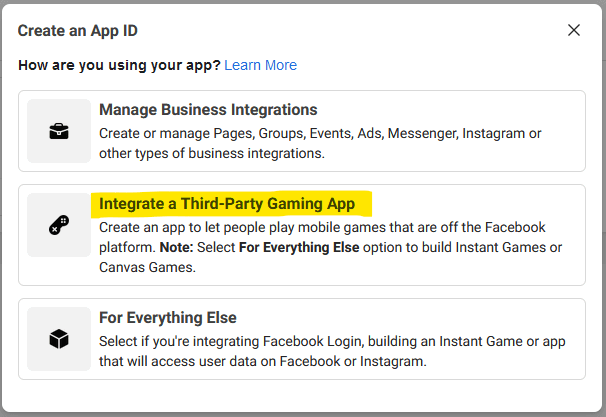 Create an App ID
How are you using your app? Learn More
Manage Business Integrations
Create or manage Pages, Groups, Events, Ads, Messenger, Instagram or
other types of business integrations.
Integrate a Third-Party Gaming App
Create an app to let people play mobile games that are off the Facebook
platform. Note: Select For Everything Else option to build Instant Games or
Canvas Games.
For Everything Else
Select if you're integrating Facebook Login, building an Instant Game or app
that will access user data on Facebook or Instagram.